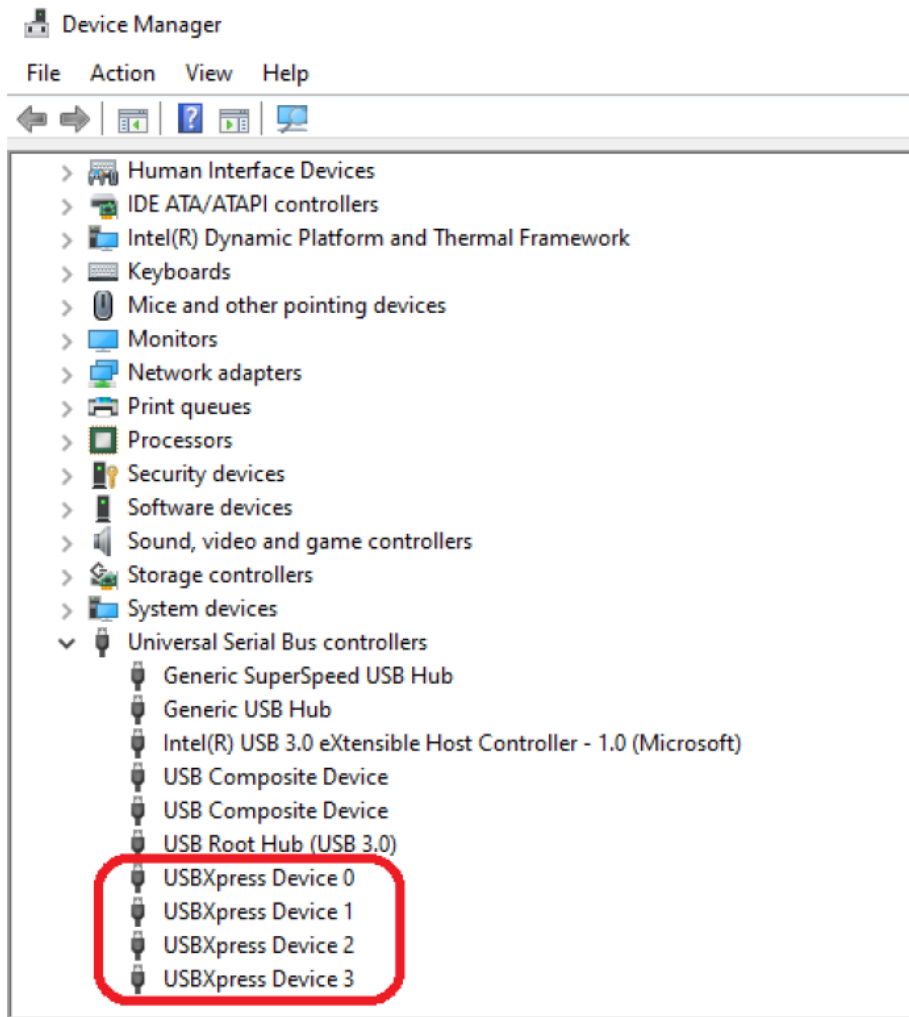 Device Manager
File Action View Help
?
Human Interface Devices
IDE ATA/ATAPI controllers
Intel(R) Dynamic Platform and Thermal Framework
Keyboards
Mice and other pointing devices
Monitors
Network adapters
Print queues
Processors
Security devices
Software devices
Sound, video and game controllers
Storage controllers
System devices
Universal Serial Bus controllers
Generic SuperSpeed USB Hub
Generic USB Hub
Intel(R) USB 3.0 eXtensible Host Controller - 1.0 (Microsoft)
USB Composite Device
USB Composite Device
USB Root Hub (USB 3.0)
USBXpress Device 0
USBXpress Device 1
USBXpress Device 2
USBXpress Device 3